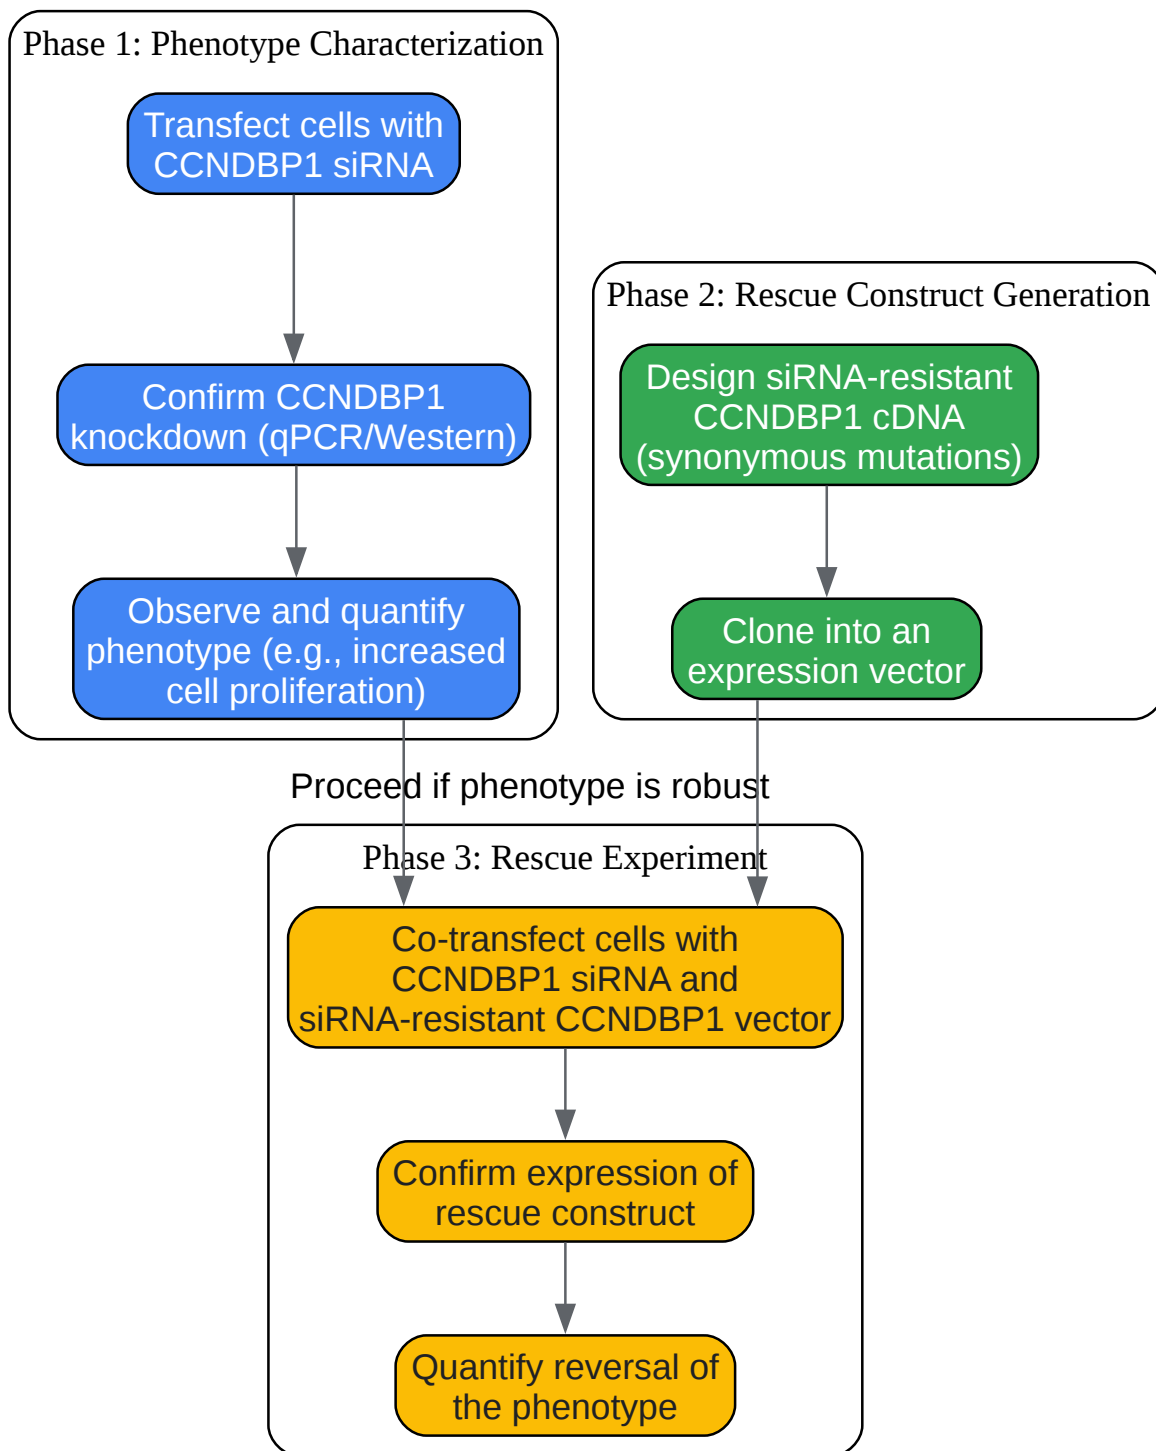 Phase 1: Phenotype Characterization
Transfect cells with
CCNDBP1 siRNA
Confirm CCNDBP1
knockdown (qPCR/Western)
Observe and quantify
phenotype (e.g., increased
cell proliferation)
Phase 2: Rescue Construct Generation
Design siRNA-resistant
CCNDBP1 cDNA
(synonymous mutations)
Clone into an
expression vector
Proceed if phenotype is robust
Phase 3: Rescue Experiment
Co-transfect cells with
CCNDBP1 siRNA and
siRNA-resistant CCNDBP1 vector
Confirm expression of
rescue construct
Quantify reversal of
the phenotype